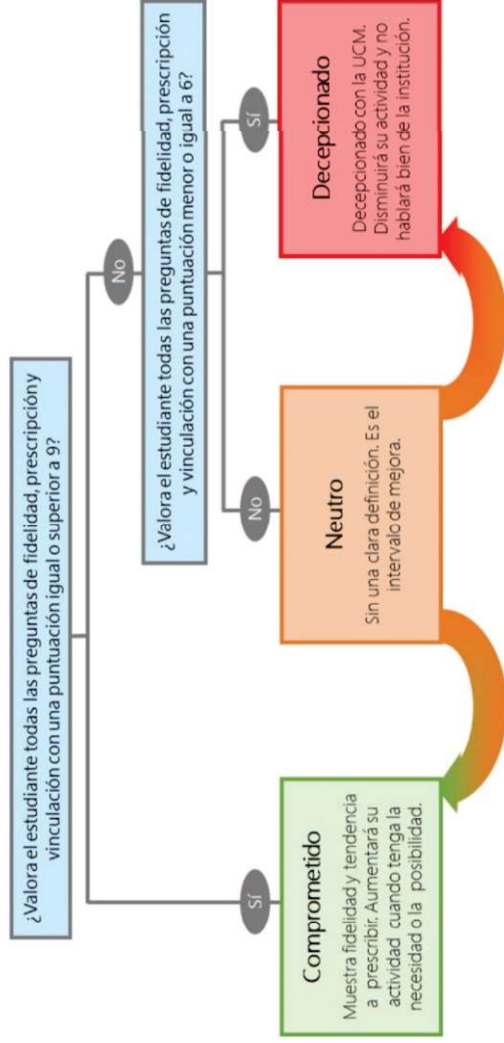 ¿Valora el estudiante todas las preguntas de fidelidad, prescripcióny
vinculación con una puntuación igual o superior a 9?
No
¿Valora el estudiante todas las preguntas de fidelidad, prescripción
y vinculación con una puntuación menor o igual a 6?
Sí
No
Sí
Comprometido
Muestra fidelidad y tendencia
a prescribir. Aumentará su
actividad cuando tenga la
necesidad o la posibilidad.
Neutro
Sin una clara definición. Es el
intervalo de mejora.
Decepcionado
Decepcionado con la UCM.
Disminuirá su actividad y no
hablará bien de la institución.